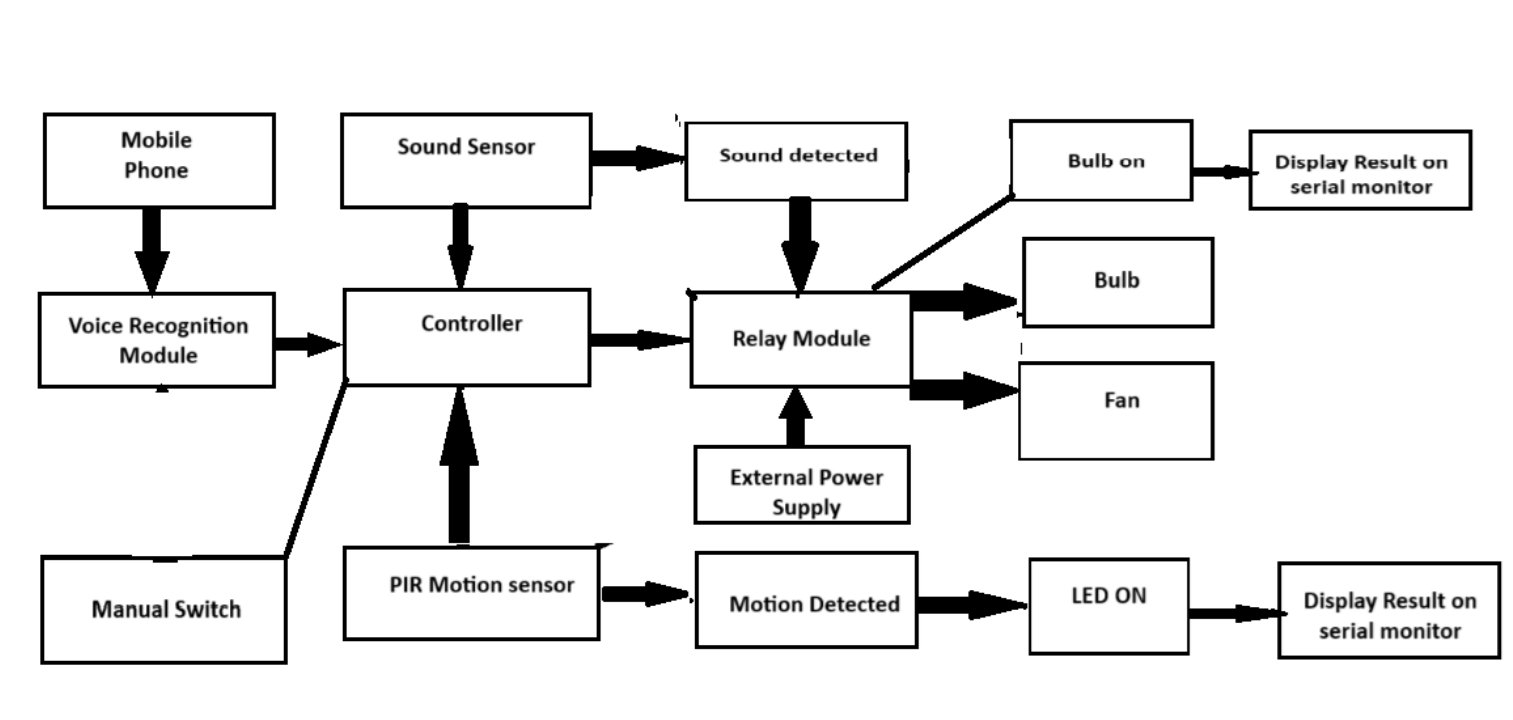 Mobile
Phone
Sound Sensor
Sound detected
Bulb on
Display Result on
serial monitor
Voice Recognition
Module
Controller
Relay Module
Bulb
Fan
External Power
Supply
Manual Switch
PIR Motion sensor
Motion Detected
LED ON
Display Result on
serial monitor